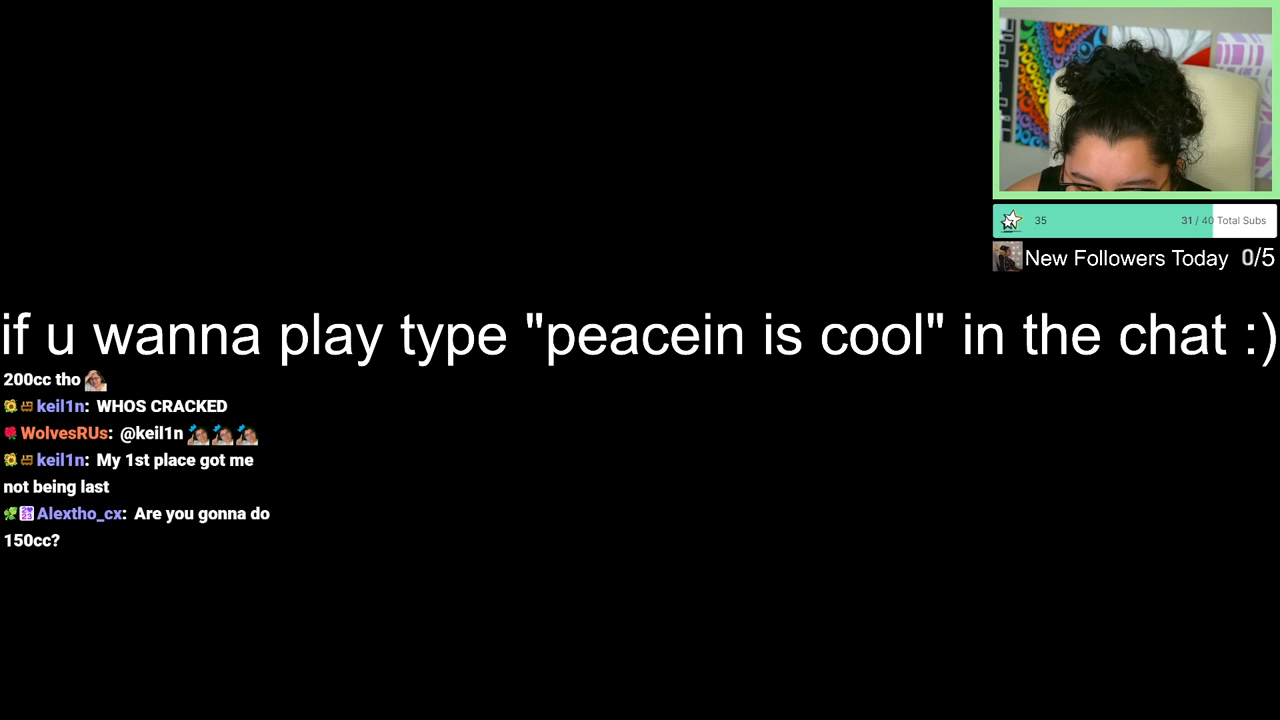 35 31 / 40 Total Subs
New Followers Today 0/5
if u wanna play type "peacein is cool" in the chat :)
200cc tho
keil1n: WHOS CRACKED
WolvesRUs: @keil1n
keil1n: My 1st place got me
not being last
Alextho_cx: Are you gonna do
150cc?